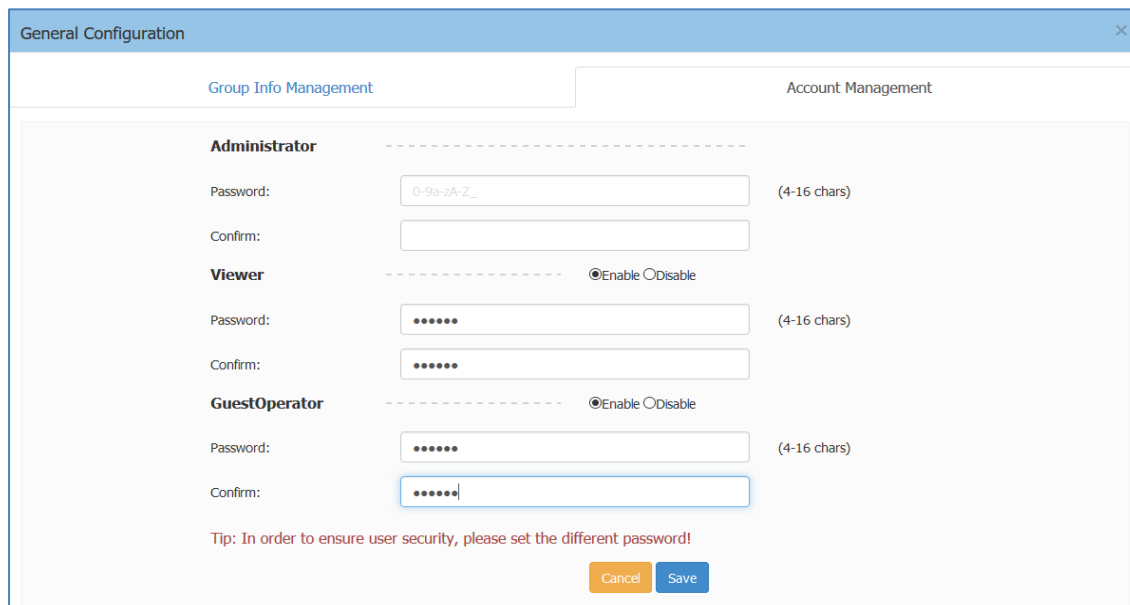 General Configuration ×
Group Info Management Account Management
Administrator
Password: 0-9a-zA-Z_ (4-16 chars)
Confirm:
Viewer Enable Disable
Password: •••••• (4-16 chars)
Confirm: ••••••
GuestOperator Enable Disable
Password: •••••• (4-16 chars)
Confirm: ••••••
Tip: In order to ensure user security, please set the different password!
Cancel Save